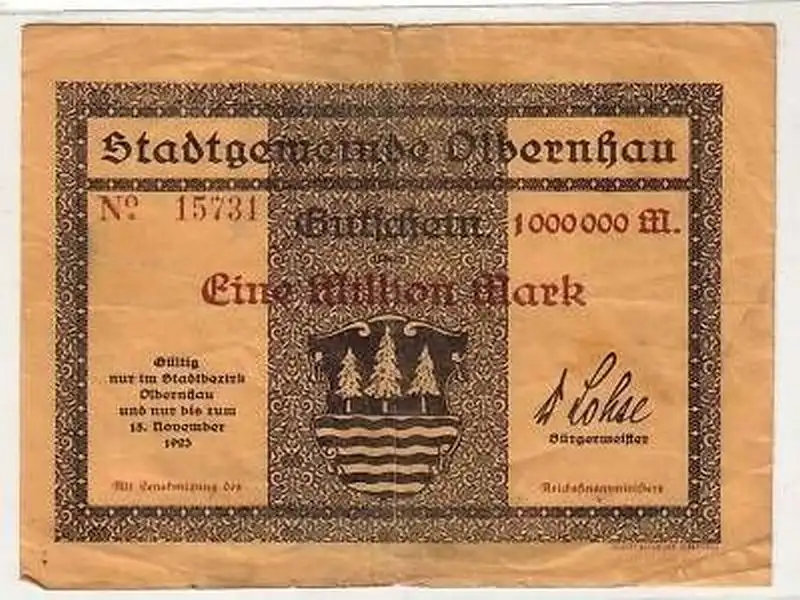 Stadtgemeinde Olbernhau
No. 15731
Gutschein 1000000 M.
Eine Million Mark
Gültig
nur im Stadtbezirk
Olbernhau
und nur bis zum
15. November
1923
D Lohse
Bürgermeister
Mit Genehmigung des Reichsfinanzministers